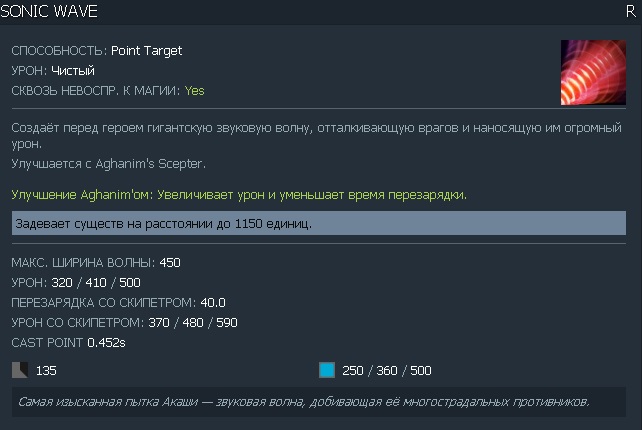 SONIC WAVE R
СПОСОБНОСТЬ: Point Target
УРОН: Чистый
СКВОЗЬ НЕВОСПР. К МАГИИ: Yes
Создаёт перед героем гигантскую звуковую волну, отталкивающую врагов и наносящую им огромный
урон.
Улучшается с Aghanim's Scepter.
Улучшение Aghanim'ом: Увеличивает урон и уменьшает время перезарядки.
Задевает существ на расстоянии до 1150 единиц.
МАКС. ШИРИНА ВОЛНЫ: 450
УРОН: 320 / 410 / 500
ПЕРЕЗАРЯДКА СО СКИПЕТРОМ: 40.0
УРОН СО СКИПЕТРОМ: 370 / 480 / 590
CAST POINT 0.452s
135 250 / 360 / 500
Самая изысканная пытка Акаши — звуковая волна, добивающая её многострадальных противников.